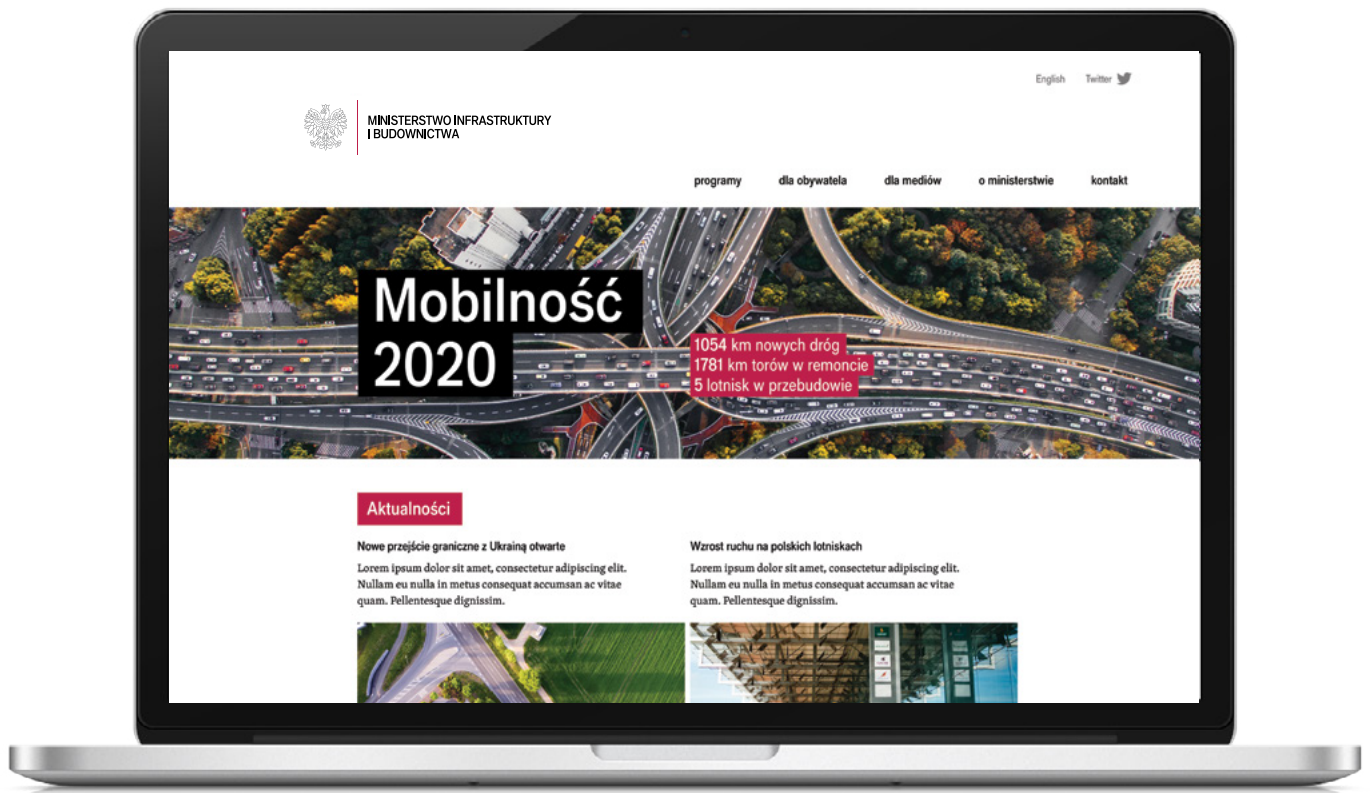 English Twitter
MINISTERSTWO INFRASTRUKTURY
I BUDOWNICTWA
programy dla obywatela dla mediów o ministerstwie kontakt
Mobilność
2020
1054 km nowych dróg
1781 km torów w remoncie
5 lotnisk w przebudowie
Aktualności
Nowe przejście graniczne z Ukrainą otwarte
Lorem ipsum dolor sit amet, consectetur adipiscing elit.
Nullam eu nulla in metus consequat accumsan ac vitae
quam. Pellentesque dignissim.
Wzrost ruchu na polskich lotniskach
Lorem ipsum dolor sit amet, consectetur adipiscing elit.
Nullam eu nulla in metus consequat accumsan ac vitae
quam. Pellentesque dignissim.